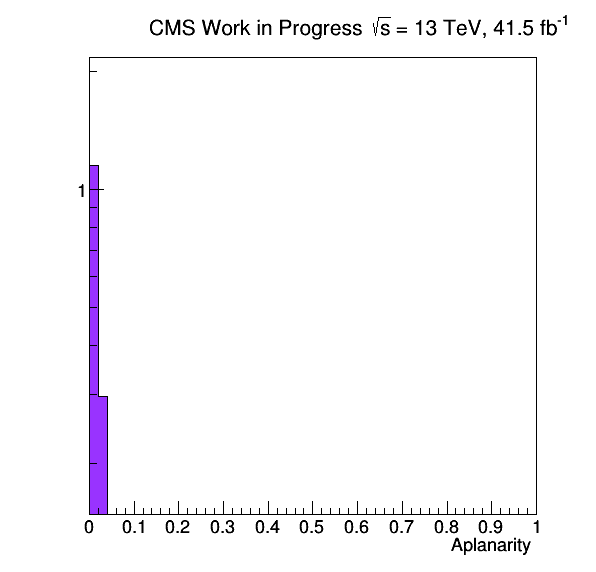 CMS Work in Progress √s = 13 TeV, 41.5 fb⁻¹
1
0 0.1 0.2 0.3 0.4 0.5 0.6 0.7 0.8 0.9 1
Aplanarity